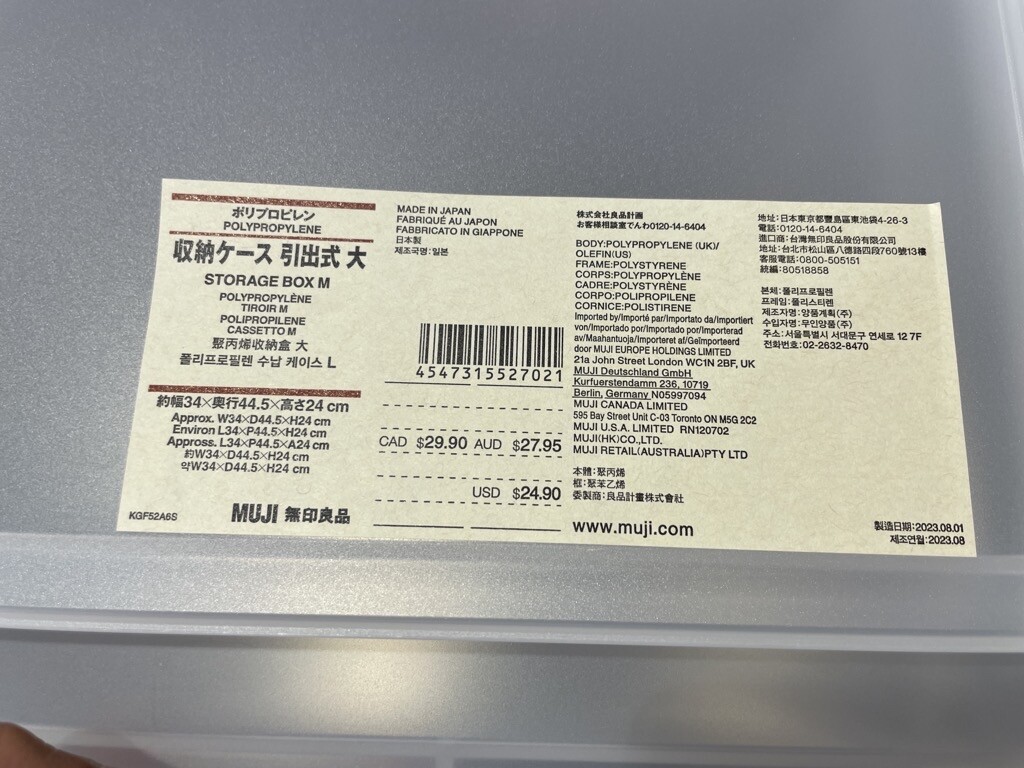 ポリプロピレン
POLYPROPYLENE
収納ケース 引出式 大
STORAGE BOX M
POLYPROPYLÈNE
TIROIR M
POLIPROPILENE
CASSETTO M
聚丙烯收納盒 大
폴리프로필렌 수납 케이스 L
約幅34×奥行44.5×高さ24 cm
Approx. W34×D44.5×H24 cm
Environ L34×P44.5×H24 cm
Appross. L34×P44.5×A24 cm
約W34×D44.5×H24 cm
약W34×D44.5×H24 cm
KGF52A6S
MUJI 無印良品
MADE IN JAPAN
FABRIQUÉ AU JAPON
FABBRICATO IN GIAPPONE
日本製
제조국명:일본
4547315527021
CAD $29.90 AUD $27.95
USD $24.90
株式会社良品計画
お客様相談室でんわ0120-14-6404
BODY:POLYPROPYLENE (UK)/
OLEFIN(US)
FRAME:POLYSTYRENE
CORPS:POLYPROPYLÈNE
CADRE:POLYSTYRÈNE
CORPO:POLIPROPILENE
CORNICE:POLISTIRENE
Imported by/Importé par/Importato da/Importiert
von/Importado por/Importado por/Importerad
av/Maahantuoja/Importeret af/Geïmporteerd
door MUJI EUROPE HOLDINGS LIMITED
21a John Street London WC1N 2BF, UK
MUJI Deutschland GmbH
Kurfuerstendamm 236, 10719
Berlin, Germany N05997094
MUJI CANADA LIMITED
595 Bay Street Unit C-03 Toronto ON M5G 2C2
MUJI U.S.A. LIMITED RN120702
MUJI(HK)CO.,LTD.
MUJI RETAIL(AUSTRALIA)PTY LTD
本體:聚丙烯
框:聚苯乙烯
委製商:良品計畫株式會社
www.muji.com
地址:日本東京都豐島區東池袋4-26-3
電話:0120-14-6404
進口商:台灣無印良品股份有限公司
地址:台北市松山區八德路四段760號13樓
客服電話:0800-505151
統編:80518858
본체:폴리프로필렌
프레임:폴리스티렌
제조자명:양품계획(주)
수입자명:무인양품(주)
주소:서울특별시 서대문구 연세로 12 7F
전화번호:02-2632-8470
製造日期:2023.08.01
제조연월:2023.08